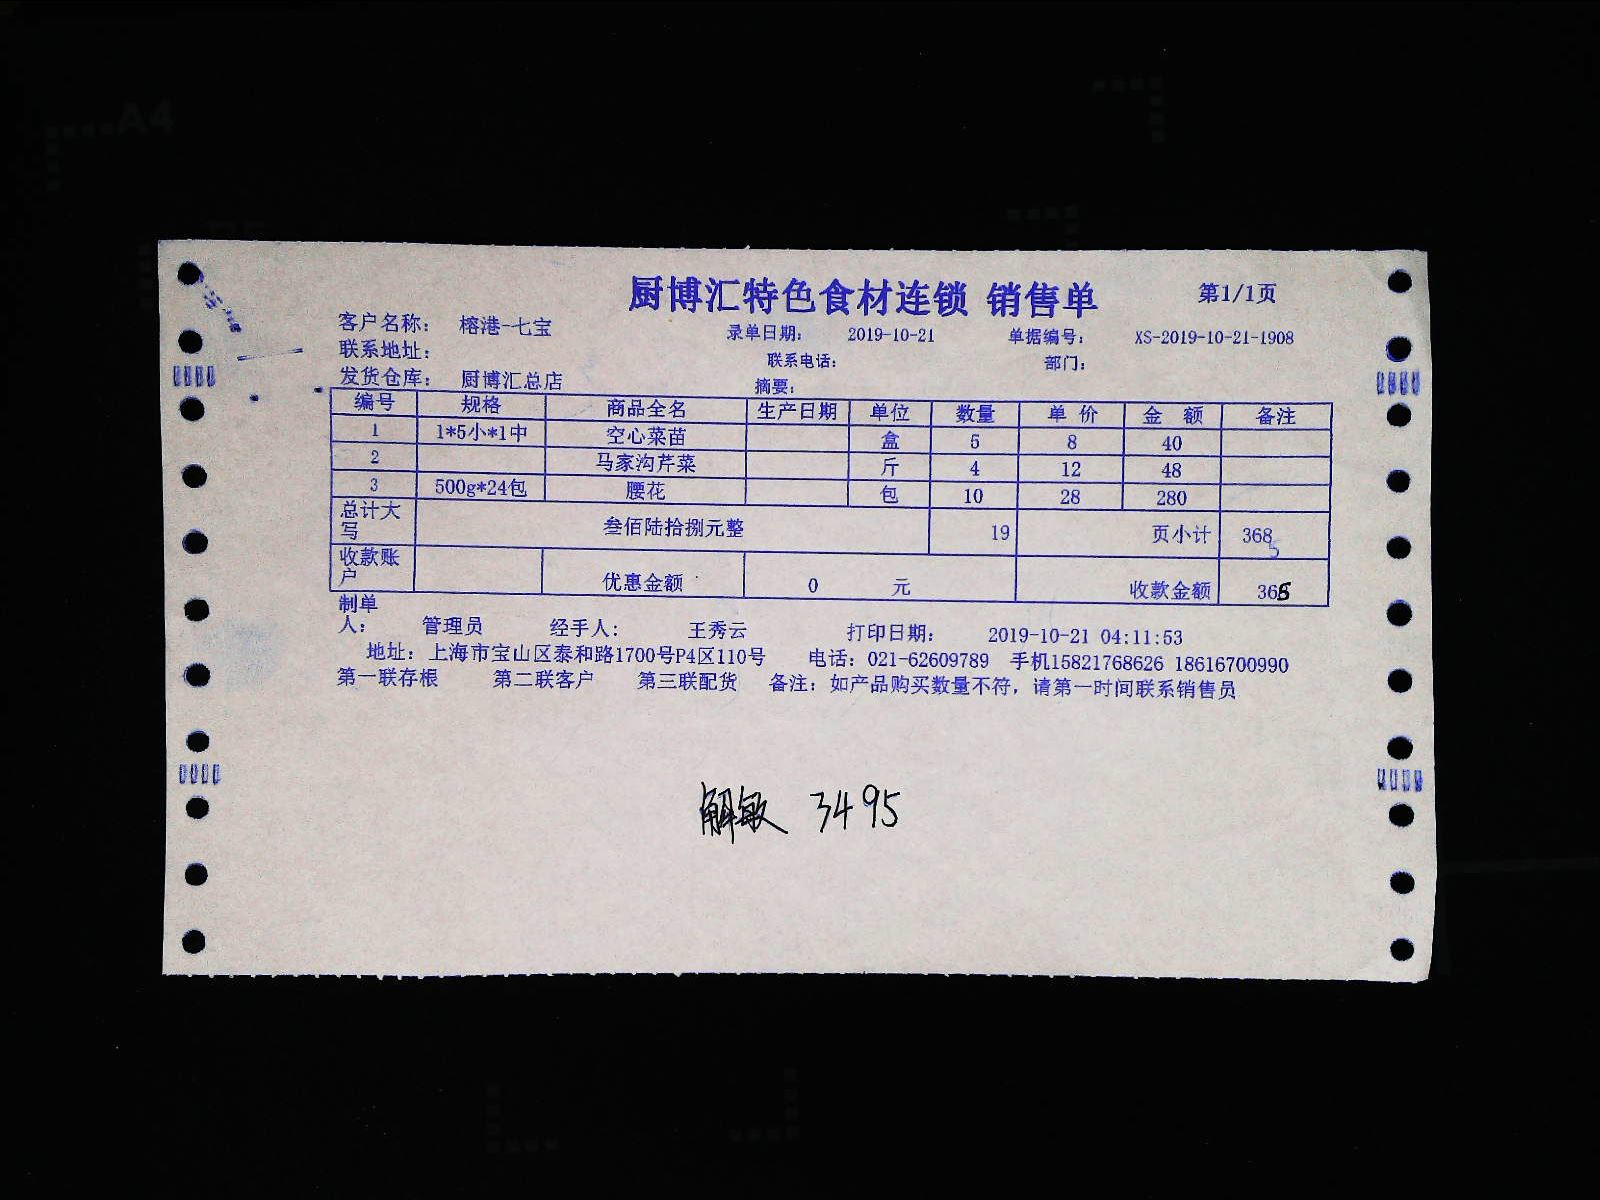 厨博汇特色食材连锁 销售单 第1/1页
客户名称： 榕港-七宝 录单日期： 2019-10-21 单据编号： XS-2019-10-21-1908
联系地址： 联系电话： 部门：
发货仓库： 厨博汇总店 摘要：
编号 规格 商品全名 生产日期 单位 数量 单 价 金 额 备注
1 1*5小*1中 空心菜苗 盒 5 8 40
2 马家沟芹菜 斤 4 12 48
3 500g*24包 腰花 包 10 28 280
总计大写 叁佰陆拾捌元整 19 页小计 368
5
收款账户 优惠金额 0 元 收款金额 365
制单人： 管理员 经手人： 王秀云 打印日期： 2019-10-21 04:11:53
地址：上海市宝山区泰和路1700号P4区110号 电话：021-62609789 手机15821768626 18616700990
第一联存根 第二联客户 第三联配货 备注：如产品购买数量不符，请第一时间联系销售员
解敏 3495